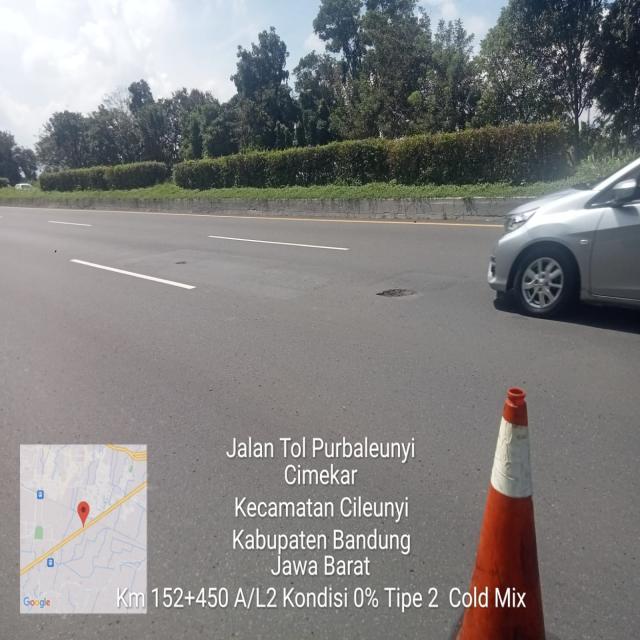 Jalan Tol Purbaleunyi
Cimekar
Kecamatan Cileunyi
Kabupaten Bandung
Jawa Barat
Km 152+450 A/L2 Kondisi 0% Tipe 2 Cold Mix
Google